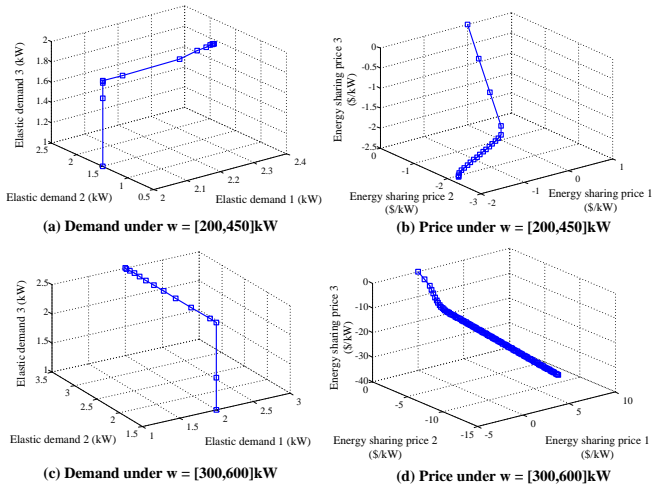 2
1.8
1.6
1.4
1.2
1
2.5
2
1.5
1
0.5
2
2.1
2.2
2.3
2.4
Elastic demand 3 (kW)
Elastic demand 2 (kW)
Elastic demand 1 (kW)
(a) Demand under w = [200,450]kW
0
-0.5
-1
-1.5
-2
-2.5
0
-1
-2
-3
-2
-1
0
1
Energy sharing price 3
($/kW)
Energy sharing price 2
($/kW)
Energy sharing price 1
($/kW)
(b) Price under w = [200,450]kW
2.5
2
1.5
1
3.5
3
2.5
2
1.5
1
1.5
2
2.5
3
Elastic demand 3 (kW)
Elastic demand 2 (kW)
Elastic demand 1 (kW)
(c) Demand under w = [300,600]kW
0
-10
-20
-30
-40
0
-5
-10
-15
-5
0
5
10
Energy sharing price 3
($/kW)
Energy sharing price 2
($/kW)
Energy sharing price 1
($/kW)
(d) Price under w = [300,600]kW